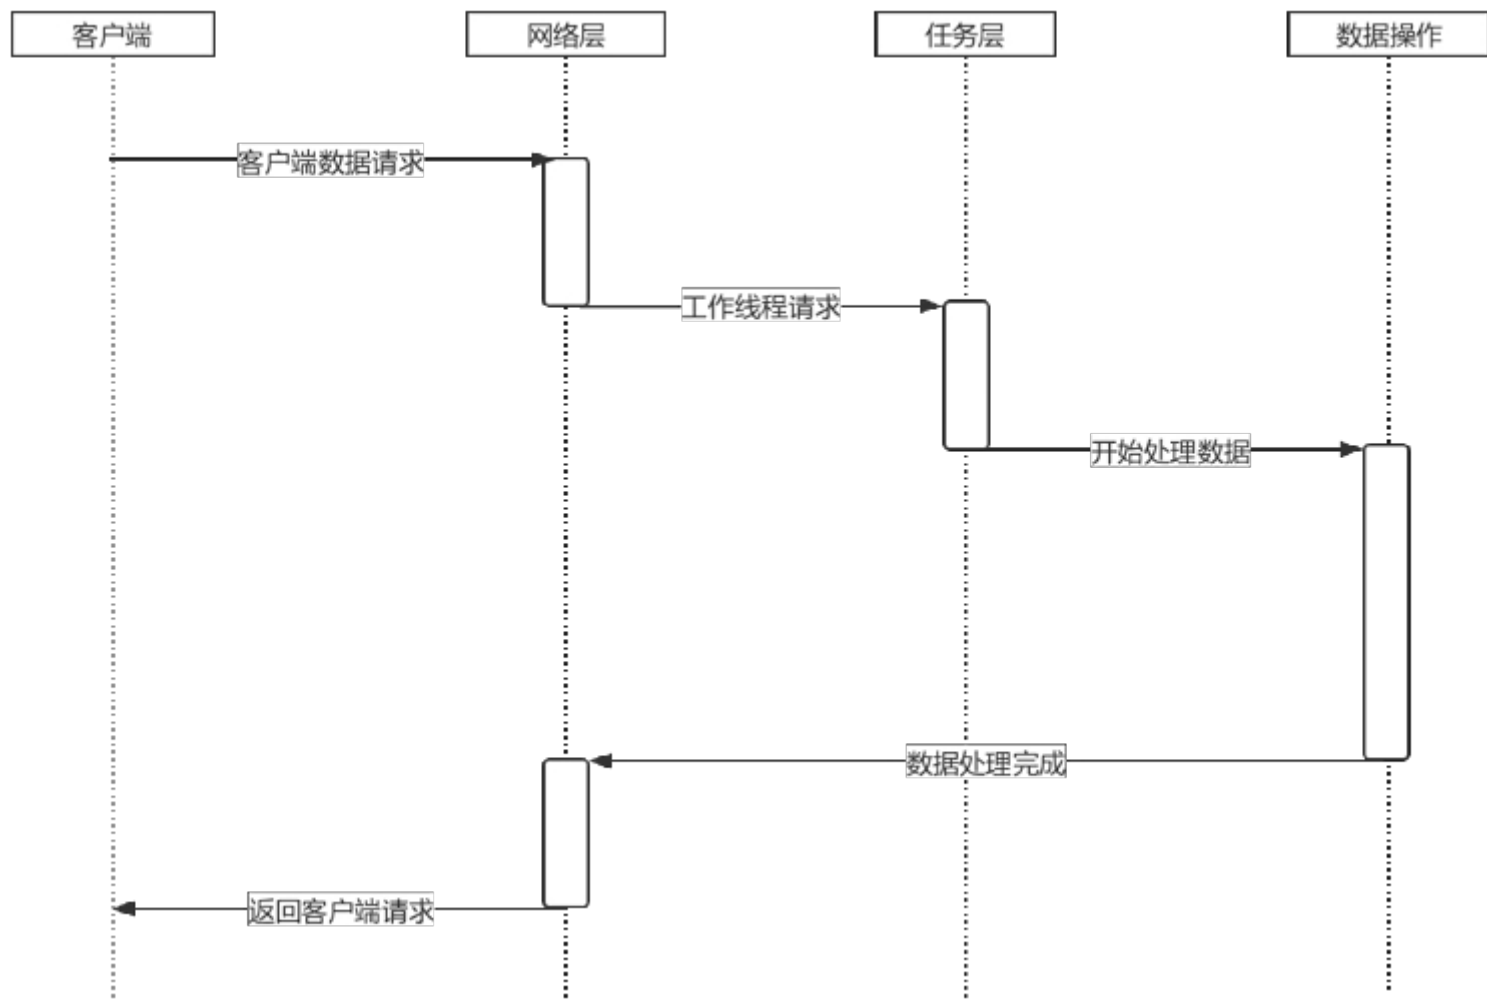 客户端
网络层
任务层
数据操作
客户端数据请求
工作线程请求
开始处理数据
数据处理完成
返回客户端请求